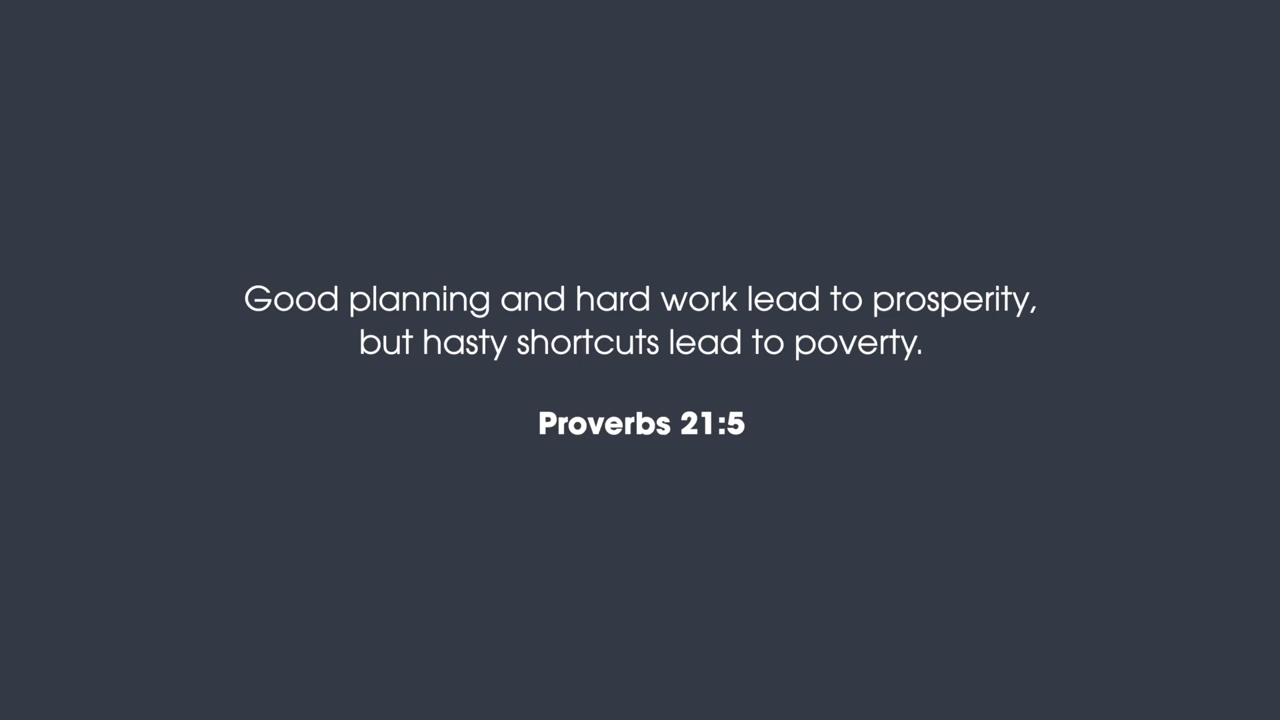 Good planning and hard work lead to prosperity,
but hasty shortcuts lead to poverty.
Proverbs 21:5